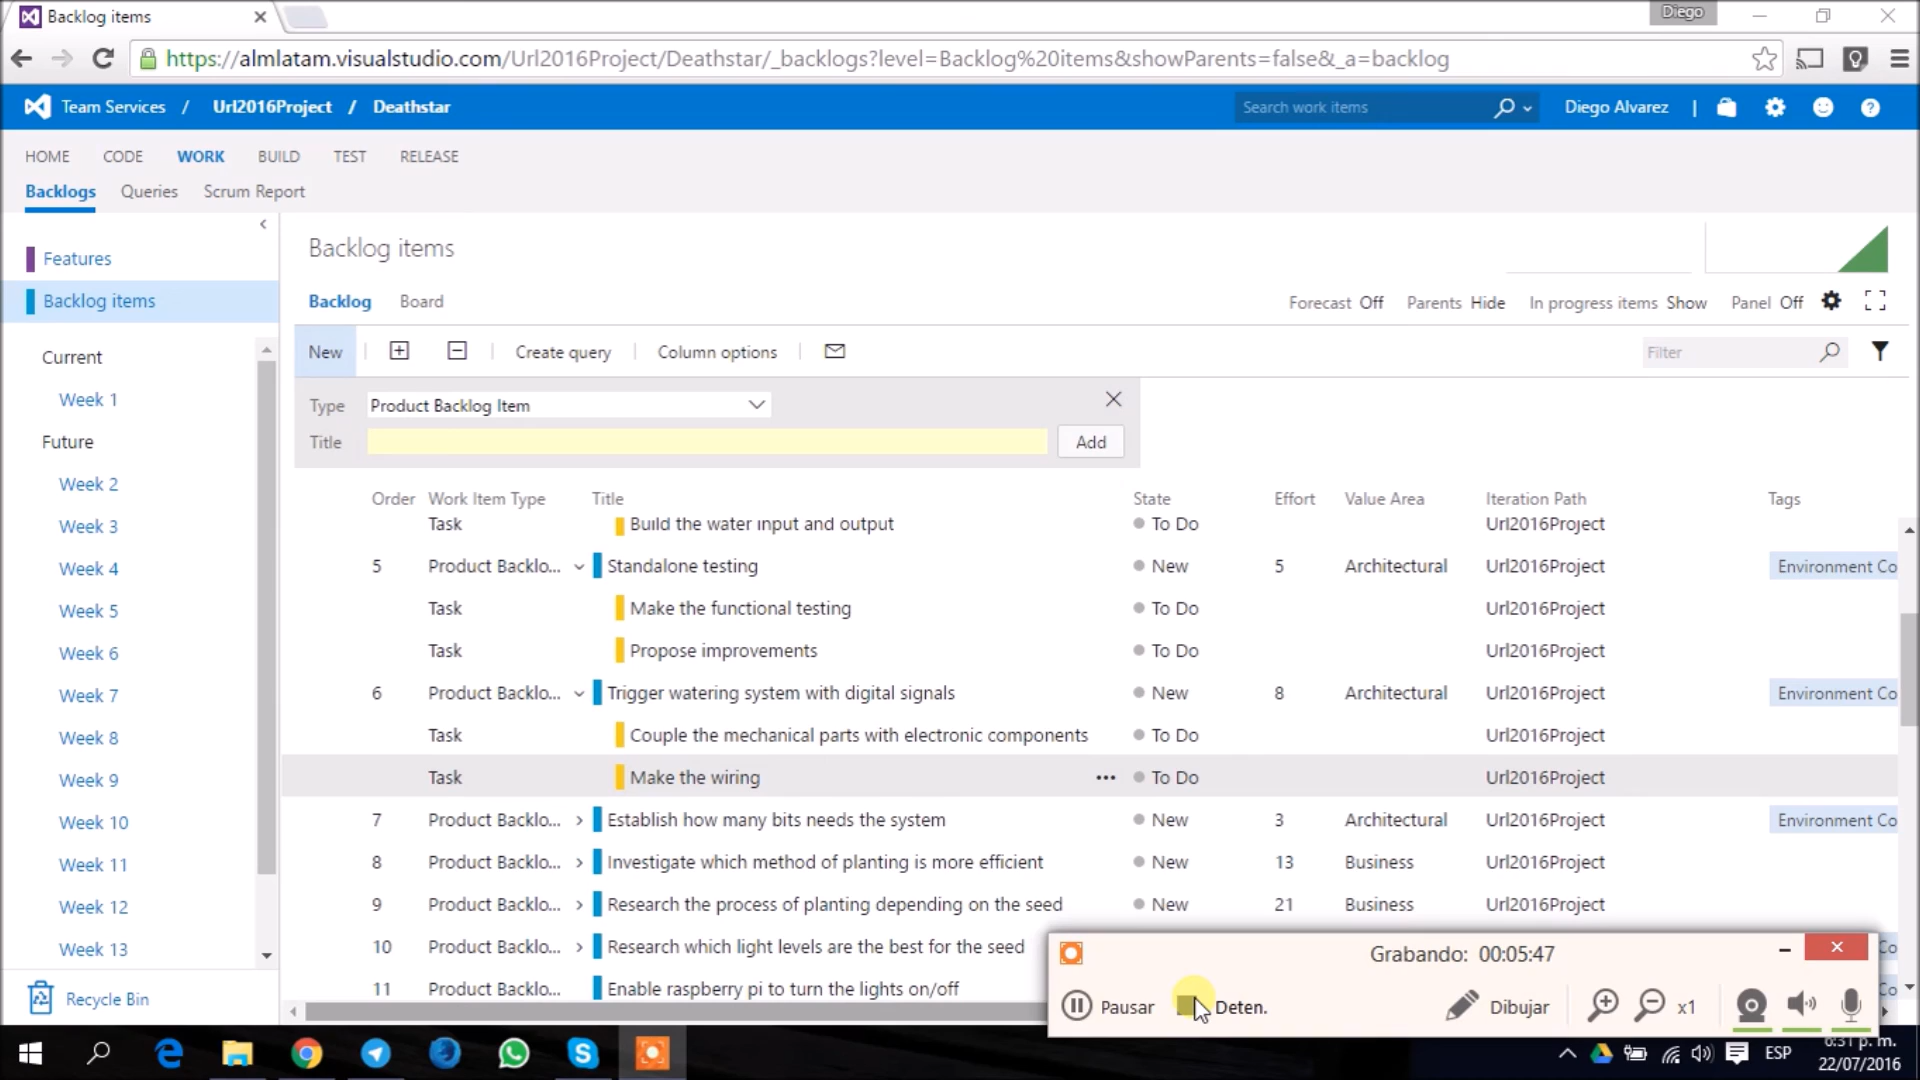 Backlog items
Diego
https://almlatam.visualstudio.com/Url2016Project/Deathstar/_backlogs?level=Backlog%20items&showParents=false&_a=backlog
Team Services / Url2016Project / Deathstar
Search work items
Diego Alvarez |
HOME CODE WORK BUILD TEST RELEASE
Backlogs Queries Scrum Report
Features
Backlog items
Current
Week 1
Future
Week 2
Week 3
Week 4
Week 5
Week 6
Week 7
Week 8
Week 9
Week 10
Week 11
Week 12
Week 13
Recycle Bin
Backlog items
Backlog Board
Forecast Off Parents Hide In progress items Show Panel Off
New Create query Column options
Filter
Type Product Backlog Item
Title Add
Order Work Item Type Title State Effort Value Area Iteration Path Tags
Task Build the water input and output To Do Url2016Project
5 Product Backlo... Standalone testing New 5 Architectural Url2016Project Environment Co
Task Make the functional testing To Do Url2016Project
Task Propose improvements To Do Url2016Project
6 Product Backlo... Trigger watering system with digital signals New 8 Architectural Url2016Project Environment Co
Task Couple the mechanical parts with electronic components To Do Url2016Project
Task Make the wiring ... To Do Url2016Project
7 Product Backlo... Establish how many bits needs the system New 3 Architectural Url2016Project Environment Co
8 Product Backlo... Investigate which method of planting is more efficient New 13 Business Url2016Project
9 Product Backlo... Research the process of planting depending on the seed New 21 Business Url2016Project
10 Product Backlo... Research which light levels are the best for the seed Co
11 Product Backlo... Enable raspberry pi to turn the lights on/off Co
Grabando: 00:05:47
Pausar Deten. Dibujar x1
ESP
6:31 p. m.
22/07/2016